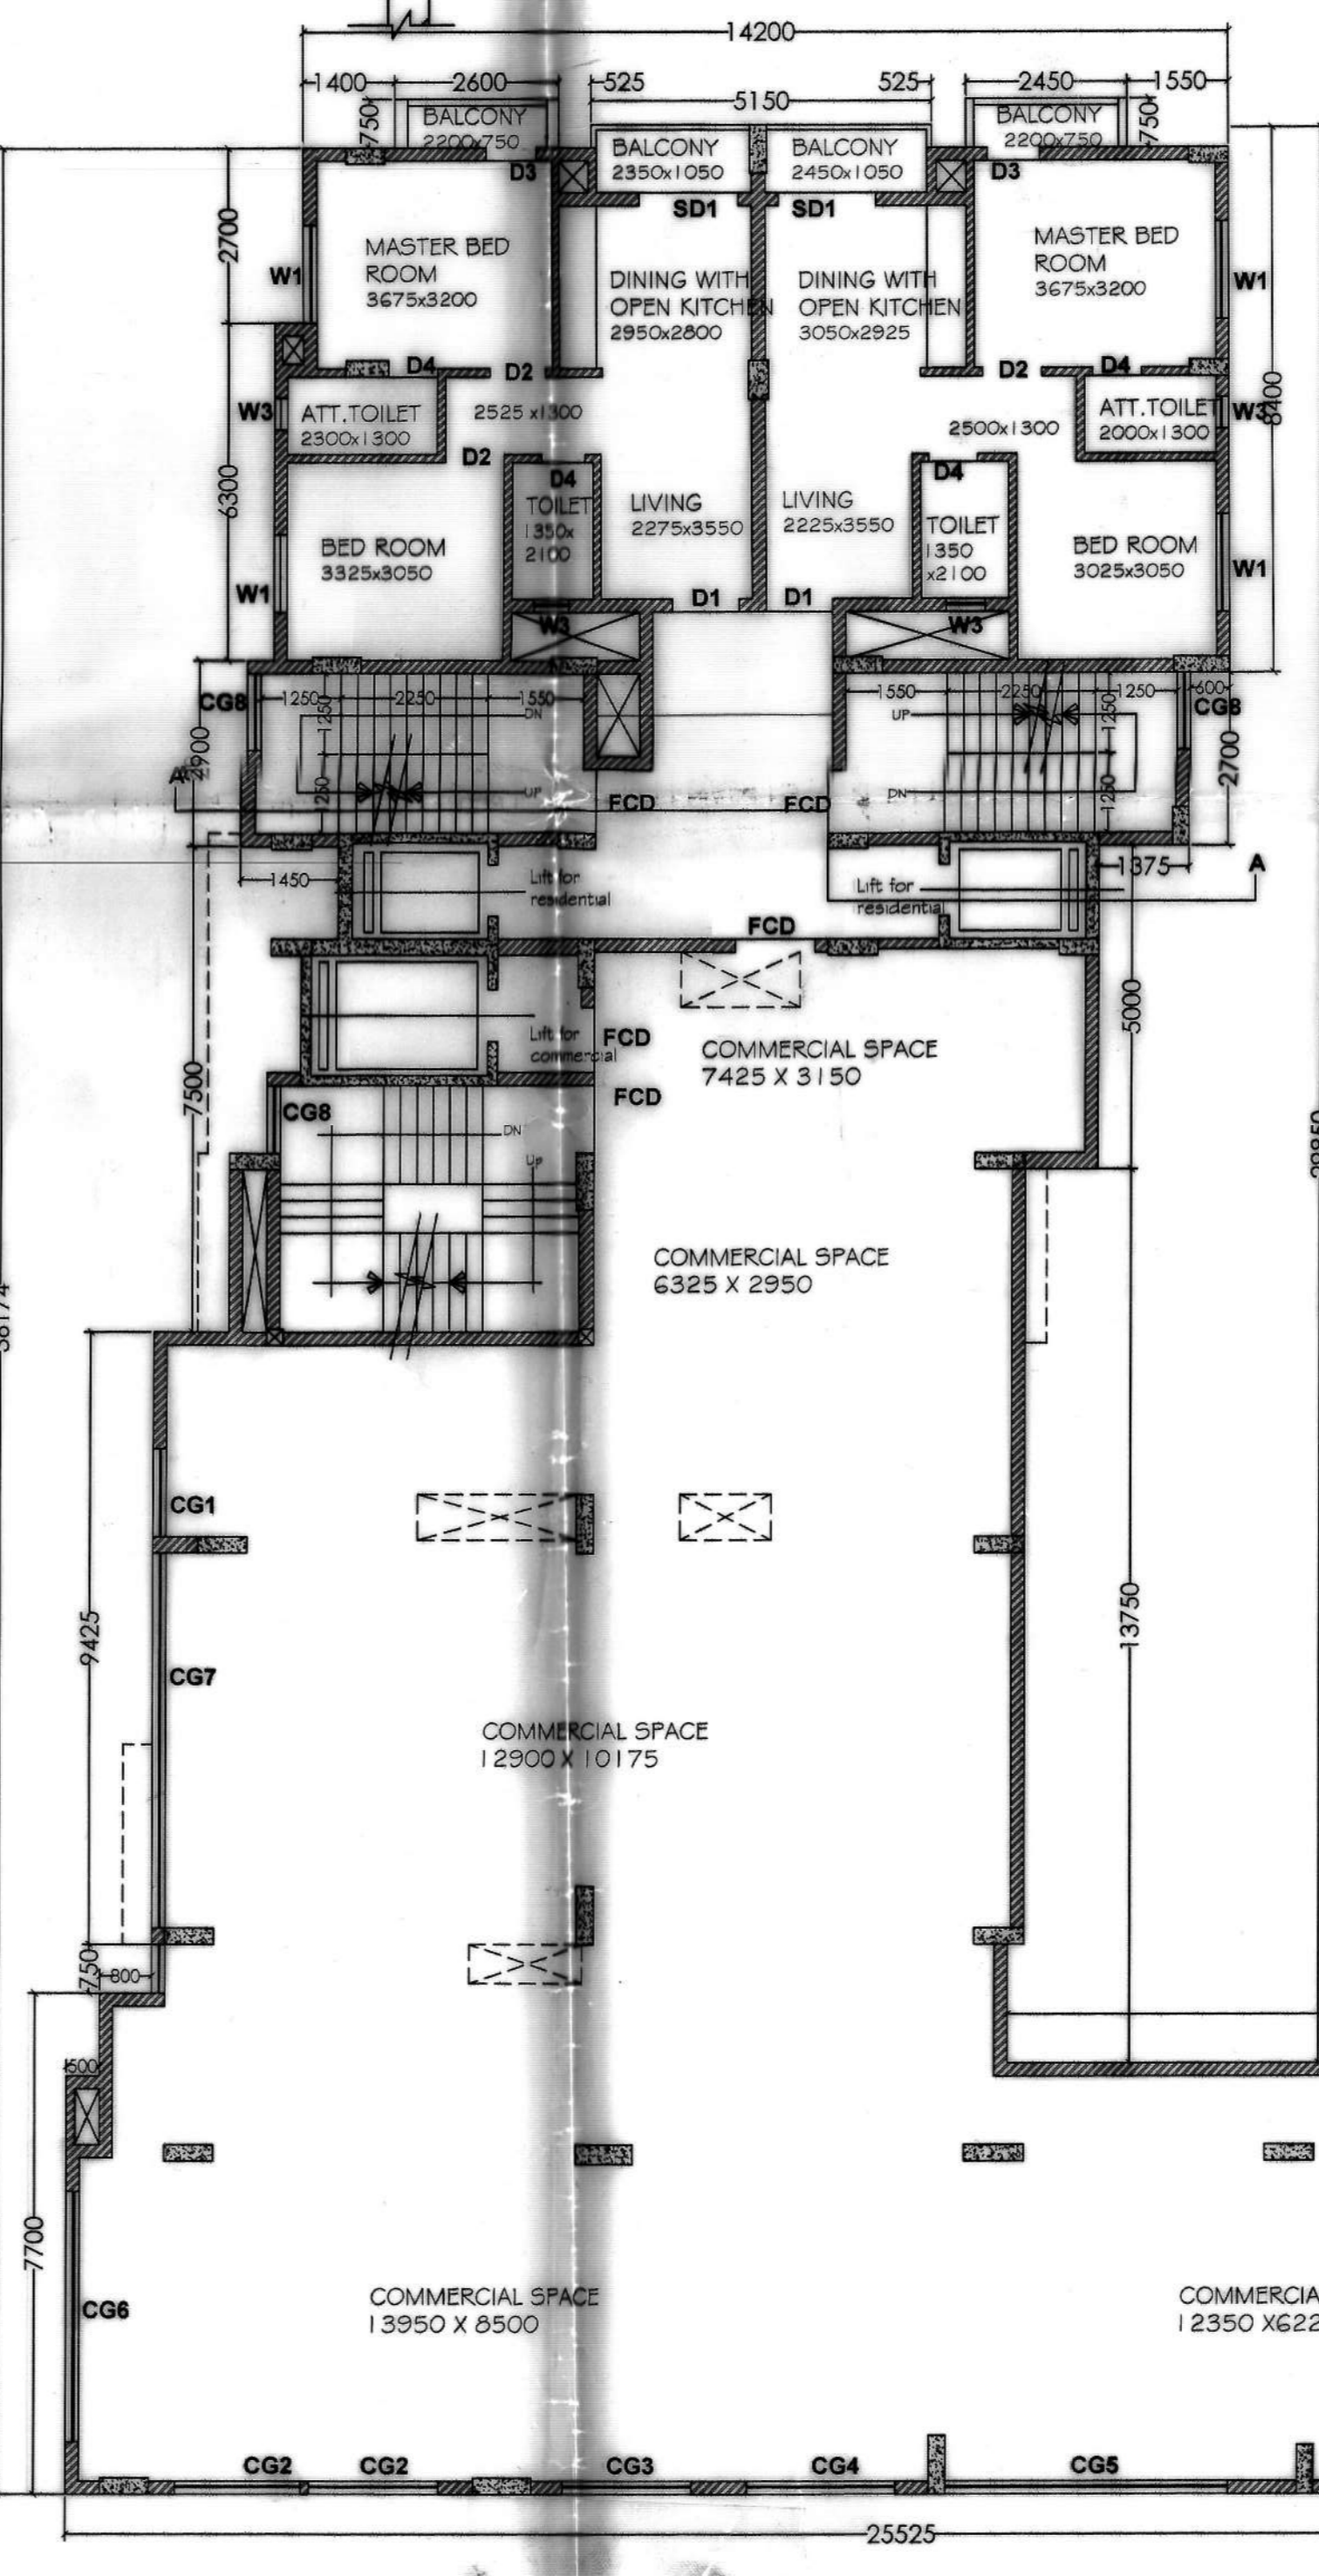 14200
1400
2600
525
525
2450
1550
5150
BALCONY
2200x750
750
BALCONY
2350x1050
BALCONY
2450x1050
BALCONY
2200x750
750
D3
D3
SD1
SD1
2700
W1
MASTER BED
ROOM
3675x3200
DINING WITH
OPEN KITCHEN
2950x2800
DINING WITH
OPEN KITCHEN
3050x2925
MASTER BED
ROOM
3675x3200
W1
D4
D2
D2
D4
W3
ATT.TOILET
2300x1300
2525 x1300
2500x1300
ATT.TOILET
2000x1300
W3
8400
6300
D2
D4
TOILET
1350x
2100
LIVING
2275x3550
LIVING
2225x3550
D4
TOILET
1350
x2100
BED ROOM
3325x3050
BED ROOM
3025x3050
W1
W1
D1
D1
W3
W3
CG8
1250
2250
1550
1550
2250
1250
600
CG8
DN
UP
1250
1250
UP
DN
1250
1250
2900
2700
A
FCD
FCD
1450
Lift for
residential
Lift for
residential
1375
A
FCD
Lift for
commercial
FCD
COMMERCIAL SPACE
7425 X 3150
5000
7500
CG8
FCD
DN
Up
COMMERCIAL SPACE
6325 X 2950
38174
CG1
9425
CG7
13750
COMMERCIAL SPACE
12900 X 10175
750
800
500
7700
CG6
COMMERCIAL SPACE
13950 X 8500
12350
CG2
CG2
CG3
CG4
CG5
25525